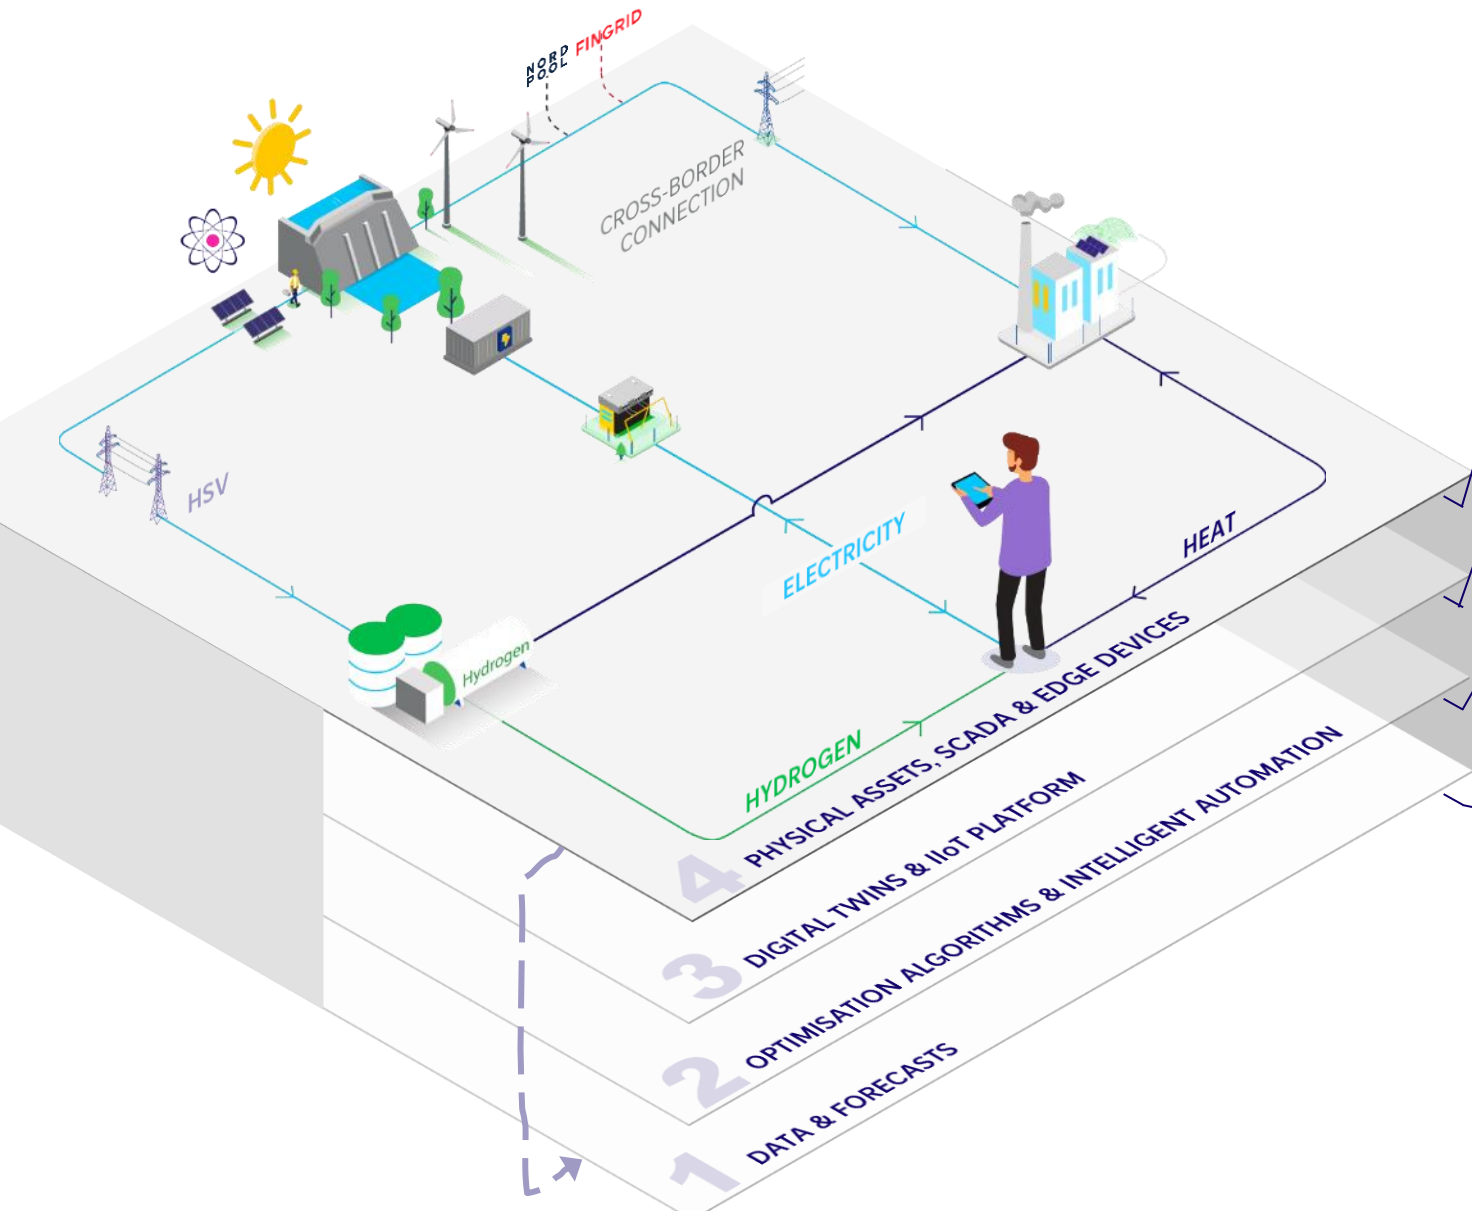 NORD
POOL
FINGRID
CROSS-BORDER
CONNECTION
HSV
ELECTRICITY
HEAT
Hydrogen
HYDROGEN
4 PHYSICAL ASSETS, SCADA & EDGE DEVICES
3 DIGITAL TWINS & IIoT PLATFORM
2 OPTIMISATION ALGORITHMS & INTELLIGENT AUTOMATION
1 DATA & FORECASTS